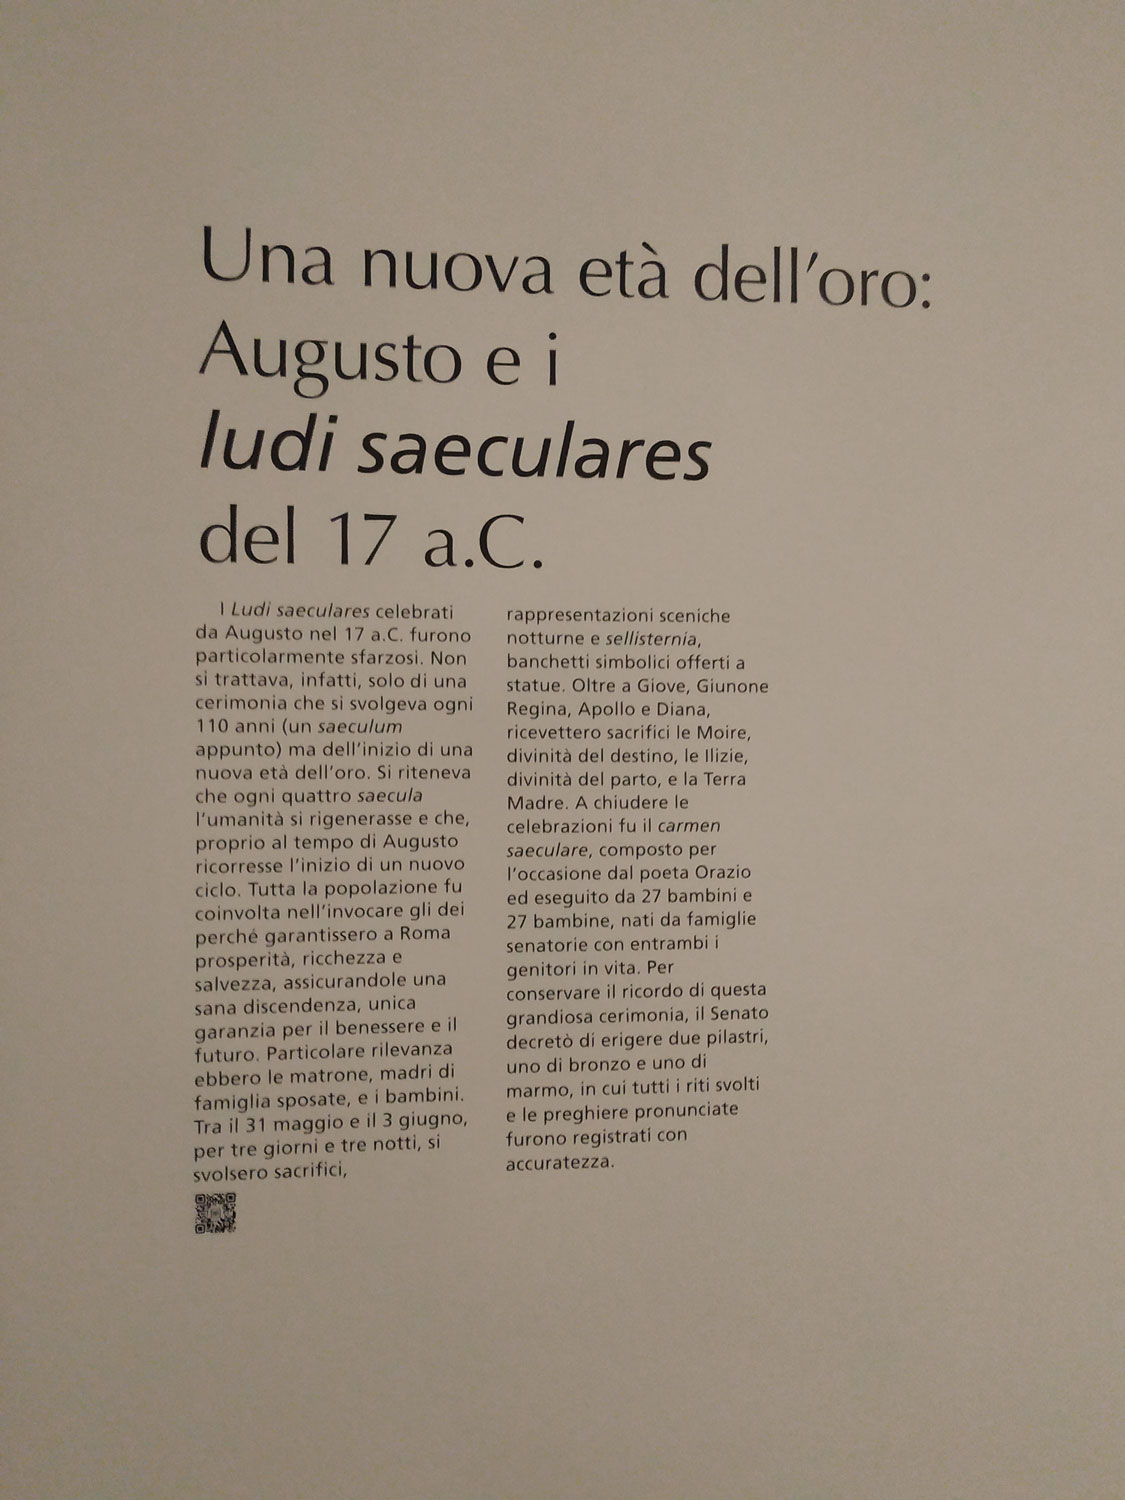 Una nuova età dell'oro:
Augusto e i
ludi saeculares
del 17 a.C.
I Ludi saeculares celebrati
da Augusto nel 17 a.C. furono
particolarmente sfarzosi. Non
si trattava, infatti, solo di una
cerimonia che si svolgeva ogni
110 anni (un saeculum
appunto) ma dell'inizio di una
nuova età dell'oro. Si riteneva
che ogni quattro saecula
l'umanità si rigenerasse e che,
proprio al tempo di Augusto
ricorresse l'inizio di un nuovo
ciclo. Tutta la popolazione fu
coinvolta nell'invocare gli dei
perché garantissero a Roma
prosperità, ricchezza e
salvezza, assicurandole una
sana discendenza, unica
garanzia per il benessere e il
futuro. Particolare rilevanza
ebbero le matrone, madri di
famiglia sposate, e i bambini.
Tra il 31 maggio e il 3 giugno,
per tre giorni e tre notti, si
svolsero sacrifici,
rappresentazioni sceniche
notturne e sellisternia,
banchetti simbolici offerti a
statue. Oltre a Giove, Giunone
Regina, Apollo e Diana,
ricevettero sacrifici le Moire,
divinità del destino, le Ilizie,
divinità del parto, e la Terra
Madre. A chiudere le
celebrazioni fu il carmen
saeculare, composto per
l'occasione dal poeta Orazio
ed eseguito da 27 bambini e
27 bambine, nati da famiglie
senatorie con entrambi i
genitori in vita. Per
conservare il ricordo di questa
grandiosa cerimonia, il Senato
decretò di erigere due pilastri,
uno di bronzo e uno di
marmo, in cui tutti i riti svolti
e le preghiere pronunciate
furono registrati con
accuratezza.